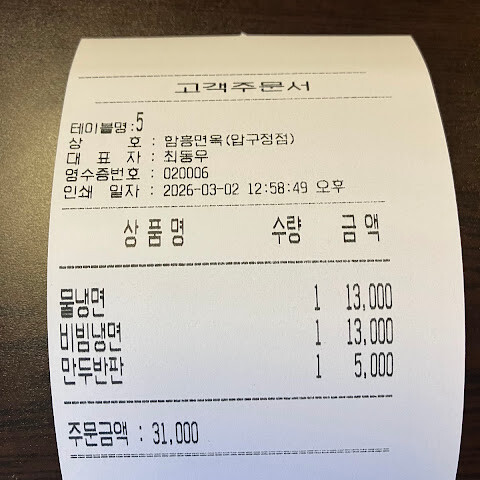 고객주문서
테이블명:5
상 호 : 함흥면옥(압구정점)
대 표 자 : 최동우
영수증번호 : 020006
인쇄 일자 : 2026-03-02 12:58:49 오후
상품명 수량 금액
물냉면 1 13,000
비빔냉면 1 13,000
만두반판 1 5,000
주문금액 : 31,000